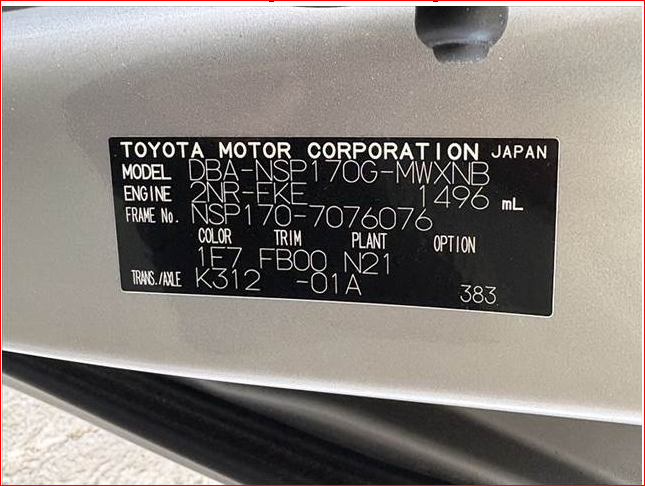 TOYOTA MOTOR CORPORATION JAPAN
MODEL DBA-NSP170G-MWXNB
ENGINE 2NR-FKE 1496 mL
FRAME No. NSP170-7076076
COLOR TRIM PLANT OPTION
1E7 FB00 N21
TRANS./AXLE K312 -01A 383